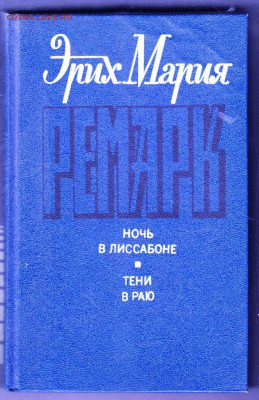 Эрих Мария
РЕМАРК
НОЧЬ
В ЛИССАБОНЕ
ТЕНИ
В РАЮ